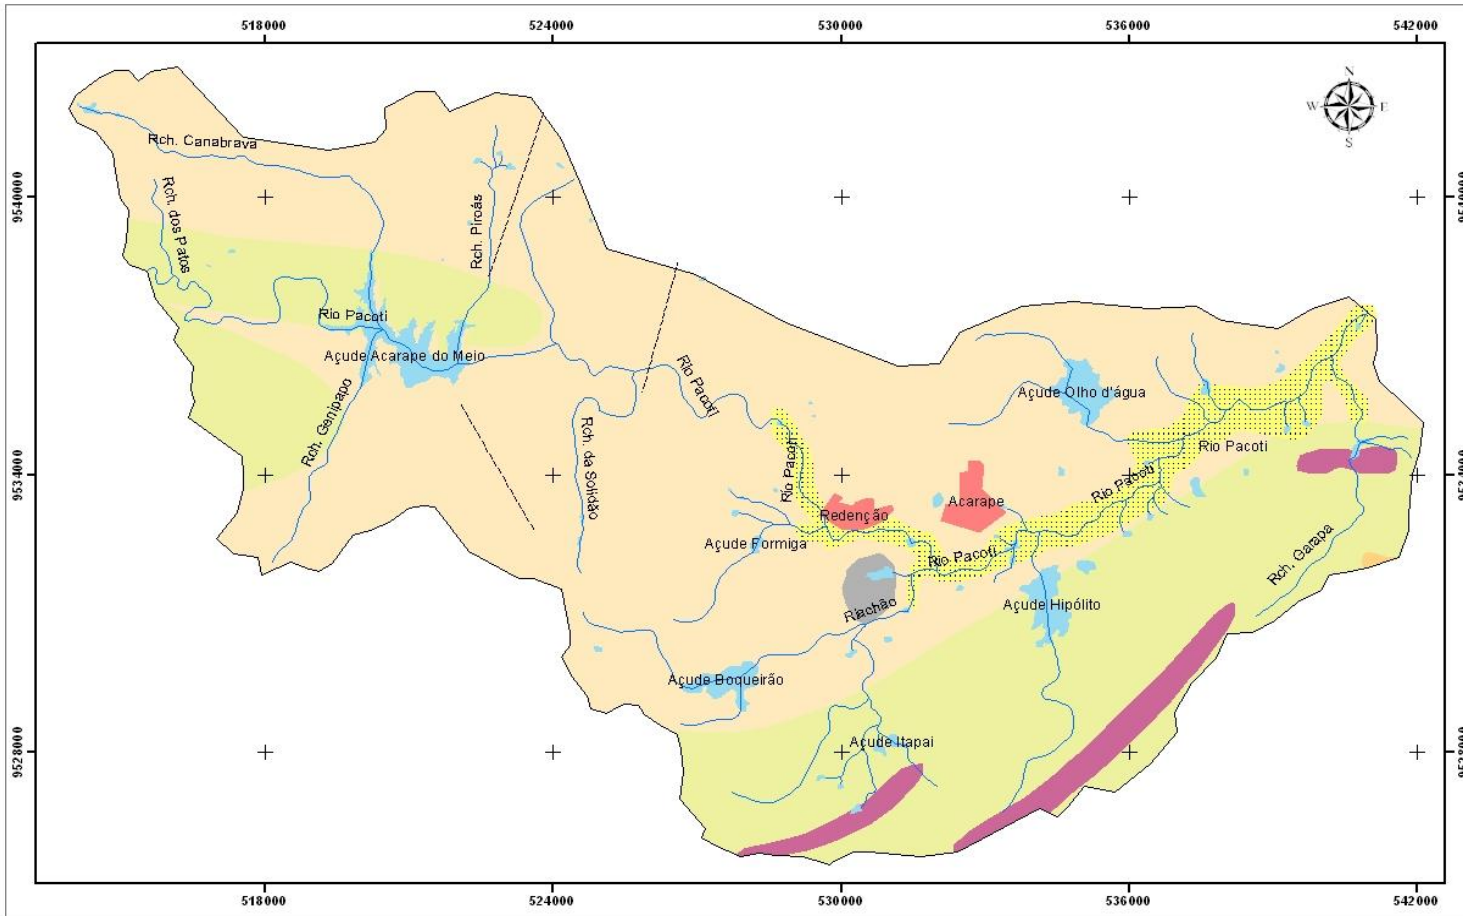 518000 524000 530000 536000 542000
N
W E
S
Rch. Canabrava
Rch. dos Patos
Rch. Piroás
9540000 9540000
Rio Pacoti
Açude Acarape do Meio
Rch. Genipapo
Rio Pacoti
Rch. da Solidão
Açude Olho d'água
Rio Pacoti
Rio Pacoti
Rio Pacoti
9534000 9534000
Redenção
Acarape
Açude Formiga
Rio Pacoti
Rch. Garapa
Riachão
Açude Hipólito
Açude Boqueirão
Açude Itapai
9528000 9528000
518000 524000 530000 536000 542000